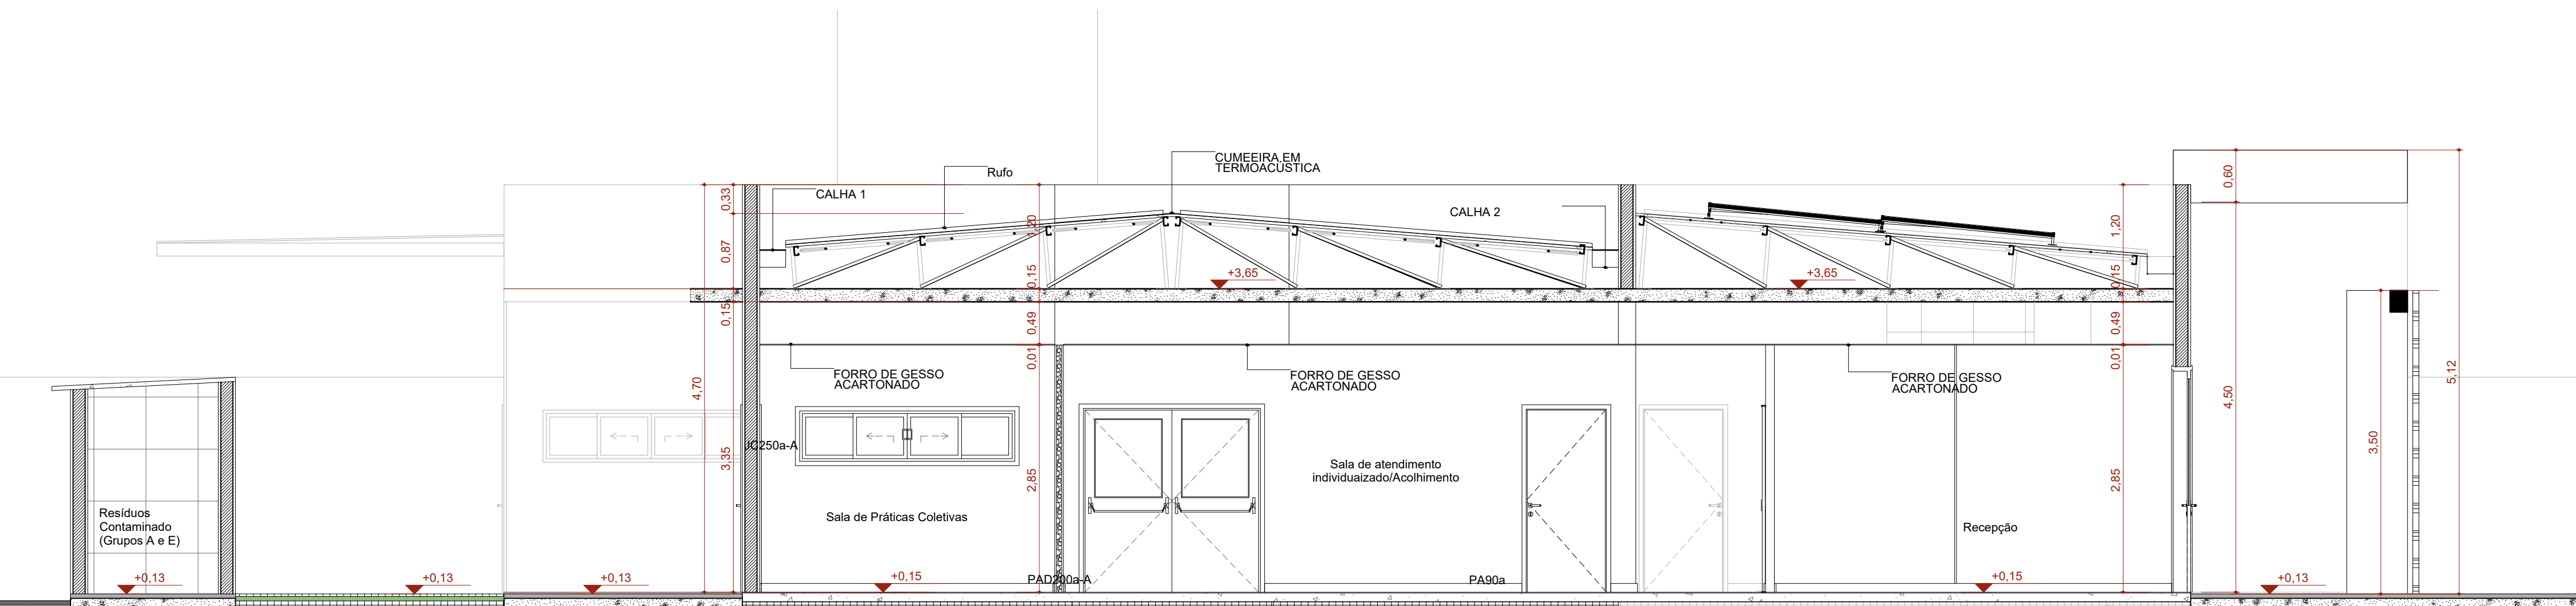 CUMEEIRA EM
TERMOACÚSTICA
Rufo
CALHA 1
CALHA 2
0,60
0,33
1,20
1,20
0,87
+3,65
+3,65
0,15
0,15
0,15
0,49
0,49
0,01
0,01
FORRO DE GESSO
ACARTONADO
FORRO DE GESSO
ACARTONADO
FORRO DE GESSO
ACARTONADO
4,70
5,12
4,50
3,50
JC250a-A
3,35
2,85
2,85
Sala de atendimento
individuaizado/Acolhimento
Resíduos
Contaminado
(Grupos A e E)
Sala de Práticas Coletivas
Recepção
+0,13
+0,13
+0,13
+0,15
PAD200a-A
PA90a
+0,15
+0,13